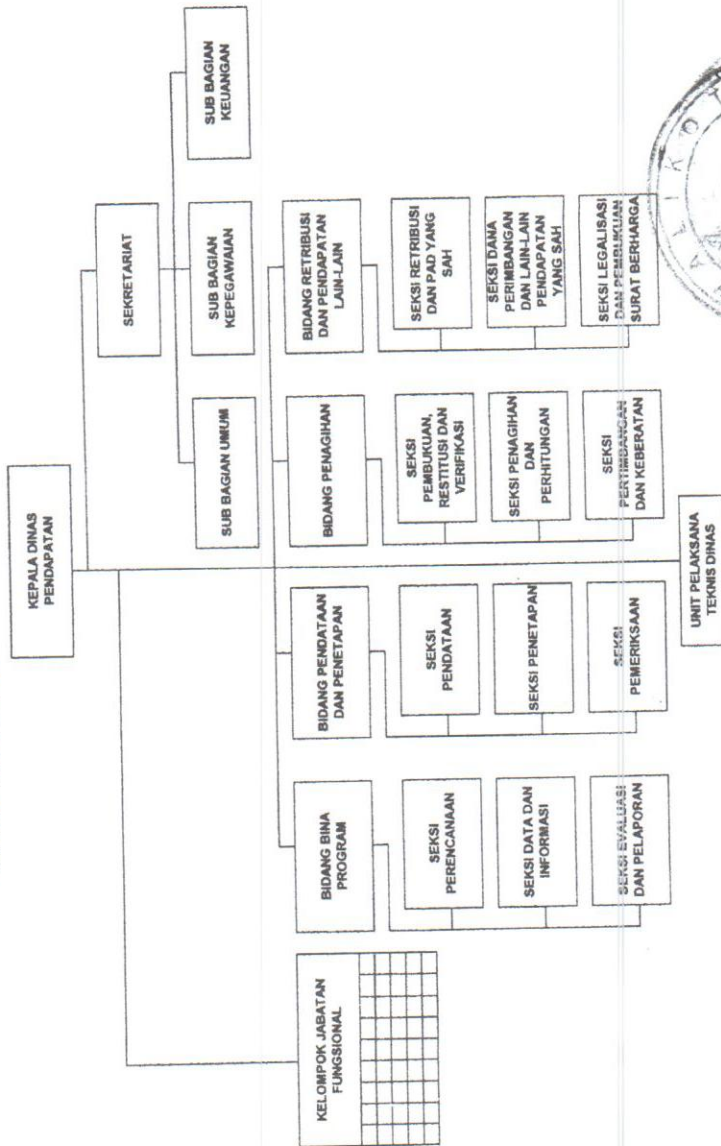 KEPALA DINAS
PENDAPATAN
SEKRETARIAT
SUB BAGIAN UMUM
SUB BAGIAN
KEPEGAWAIAN
SUB BAGIAN
KEUANGAN
KELOMPOK JABATAN
FUNGSIONAL
BIDANG BINA
PROGRAM
SEKSI
PERENCANAAN
SEKSI DATA DAN
INFORMASI
SEKSI EVALUASI
DAN PELAPORAN
BIDANG PENDATAAN
DAN PENETAPAN
SEKSI
PENDATAAN
SEKSI PENETAPAN
SEKSI
PEMERIKSAAN
BIDANG PENAGIHAN
SEKSI
PEMBUKUAN,
RESTITUSI DAN
VERIFIKASI
SEKSI PENAGIHAN
DAN
PERHITUNGAN
SEKSI
PERTIMBANGAN
DAN KEBERATAN
BIDANG RETRIBUSI
DAN PENDAPATAN
LAIN-LAIN
SEKSI RETRIBUSI
DAN PAD YANG
SAH
SEKSI DANA
PERIMBANGAN
DAN LAIN-LAIN
PENDAPATAN
YANG SAH
SEKSI LEGALISASI
DAN PEMBUKUAN
SURAT BERHARGA
UNIT PELAKSANA
TEKNIS DINAS